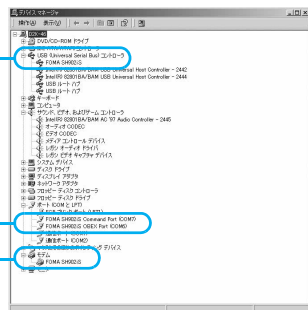 デバイス マネージャ
操作(A) 表示(V)
D2K-46
DVD/CD-ROM ドライブ
USB (Universal Serial Bus) コントローラ
FOMA SH902iS
Intel(R) 82801BA/BAM USB Universal Host Controller - 2442
Intel(R) 82801BA/BAM USB Universal Host Controller - 2444
USB ルート ハブ
USB ルート ハブ
キーボード
コンピュータ
サウンド、ビデオ、およびゲーム コントローラ
Intel(R) 82801BA/BAM AC '97 Audio Controller - 2445
オーディオ CODEC
ビデオ CODEC
メディア コントロール デバイス
レガシ オーディオ ドライバ
レガシ ビデオ キャプチャ デバイス
システム デバイス
ディスク ドライブ
ディスプレイ アダプタ
ネットワーク アダプタ
フロッピー ディスク コントローラ
フロッピー ディスク ドライブ
ポート (COM と LPT)
FOMA SH902iS Command Port (COM7)
FOMA SH902iS OBEX Port (COM6)
通信ポート (COM2)
モデム
FOMA SH902iS